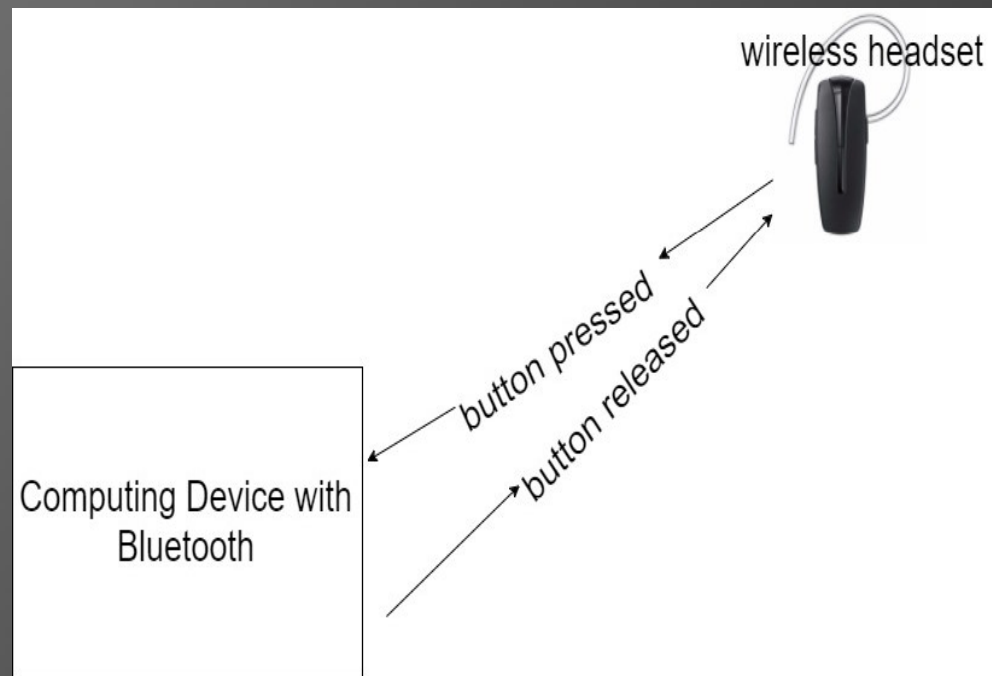 wireless headset
button pressed
button released
Computing Device with
Bluetooth